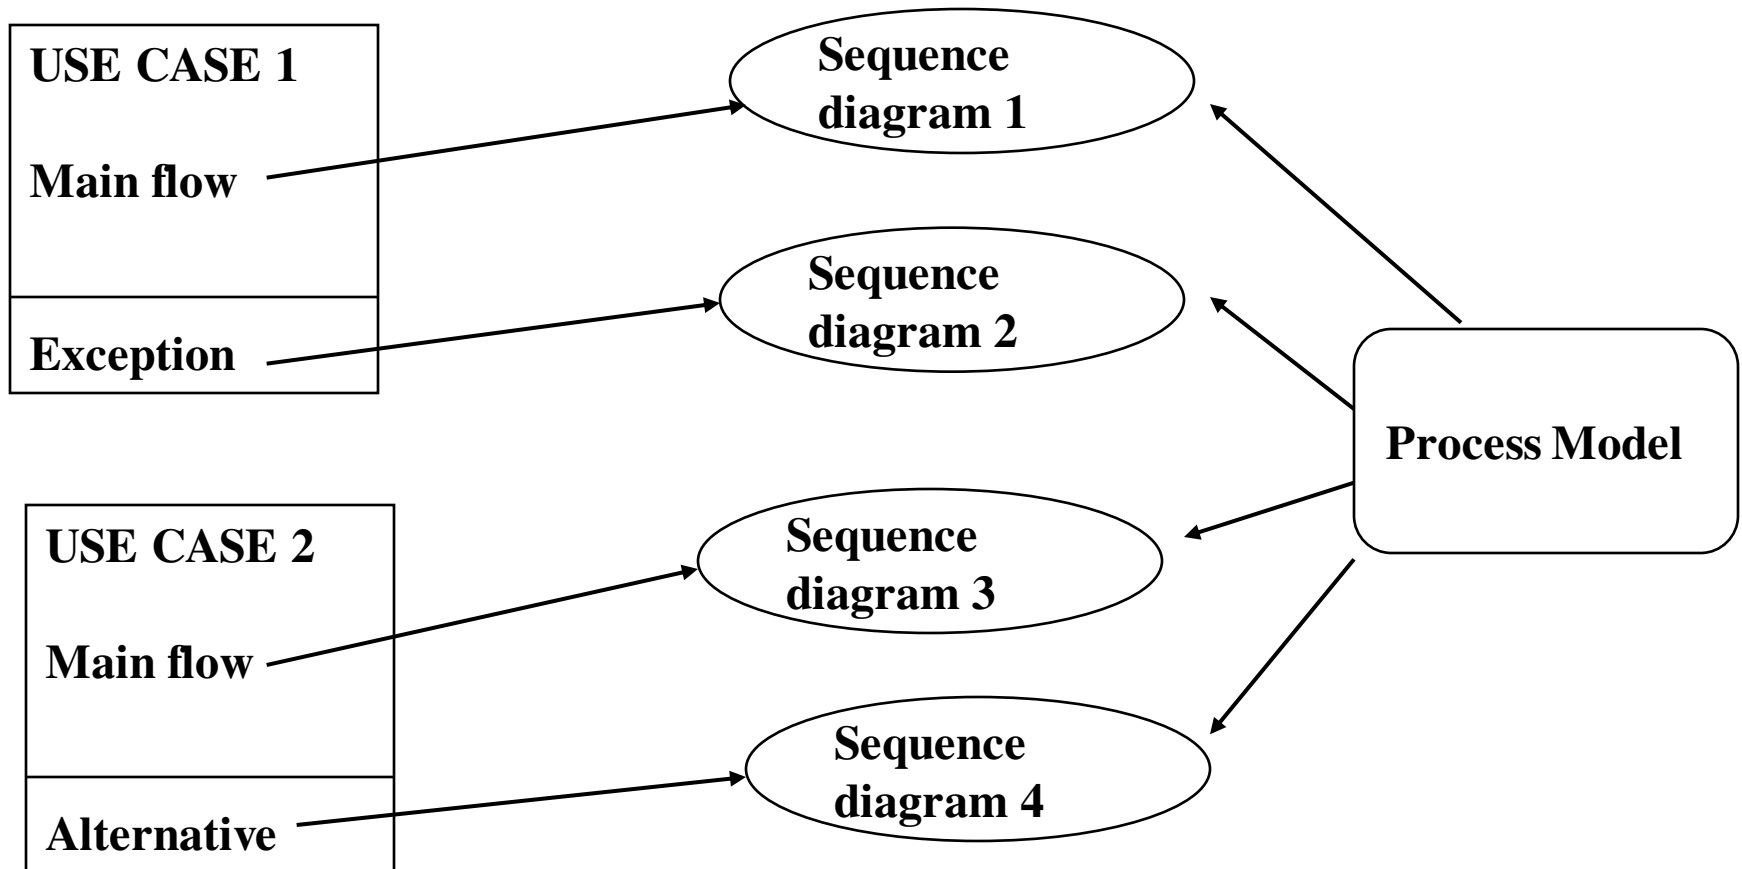 USE CASE 1
Main flow
Exception
Sequence
diagram 1
Sequence
diagram 2
Process Model
USE CASE 2
Main flow
Alternative
Sequence
diagram 3
Sequence
diagram 4